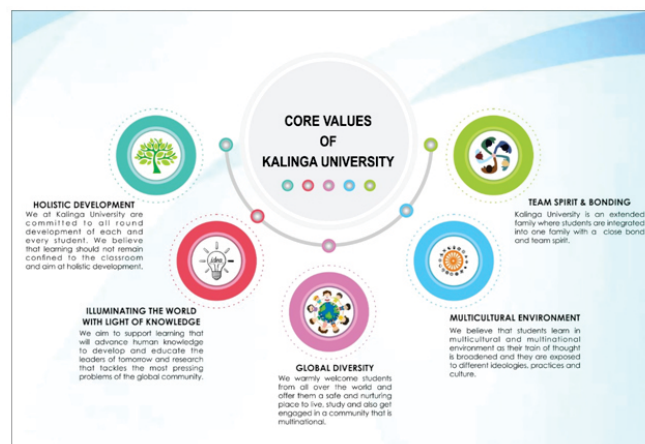 CORE VALUES
OF
KALINGA UNIVERSITY
HOLISTIC DEVELOPMENT
We at Kalinga University are
committed to all round
development of each and
every student. We believe
that learning should not remain
confined to the classroom
and aim at holistic development.
ILLUMINATING THE WORLD
WITH LIGHT OF KNOWLEDGE
We aim to support learning that
will advance human knowledge
to develop and educate the
leaders of tomorrow and research
that tackles the most pressing
problems of the global community.
idea
GLOBAL DIVERSITY
We warmly welcome students
from all over the world and
offer them a safe and nurturing
place to live, study and also get
engaged in a community that is
multinational.
MULTICULTURAL ENVIRONMENT
We believe that students learn in
multicultural and multinational
environment as their train of thought
is broadened and they are exposed
to different ideologies, practices and
culture.
TEAM SPIRIT & BONDING
Kalinga University is an extended
family where students are integrated
into one family with a close bond
and team spirit.